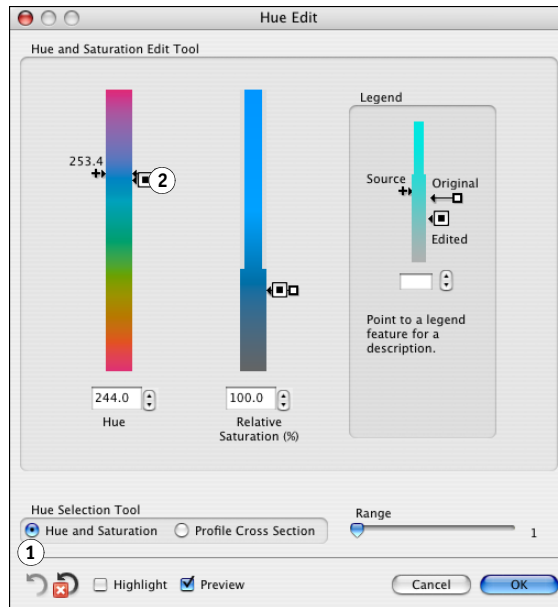 Hue Edit
Hue and Saturation Edit Tool
Legend
253.4
2
Source
Original
Edited
Point to a legend
feature for a
description.
244.0
100.0
Hue
Relative
Saturation (%)
Hue Selection Tool
Range
Hue and Saturation
Profile Cross Section
1
1
Highlight
Preview
Cancel
OK